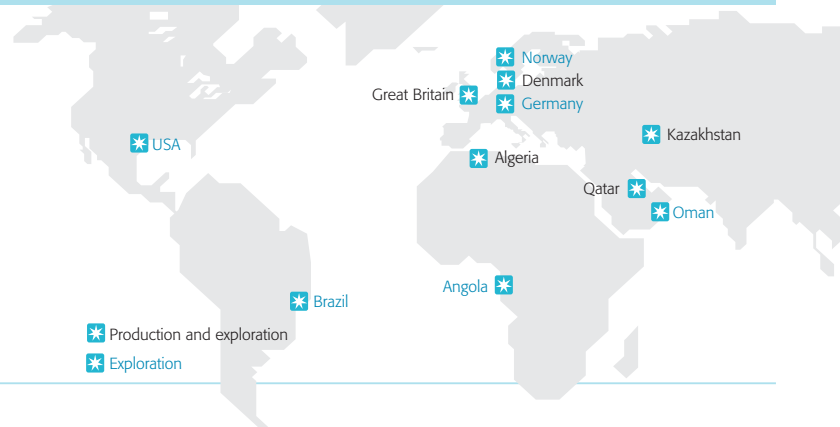 Norway
Denmark
Great Britain
Germany
Kazakhstan
USA
Algeria
Qatar
Oman
Angola
Brazil
Production and exploration
Exploration